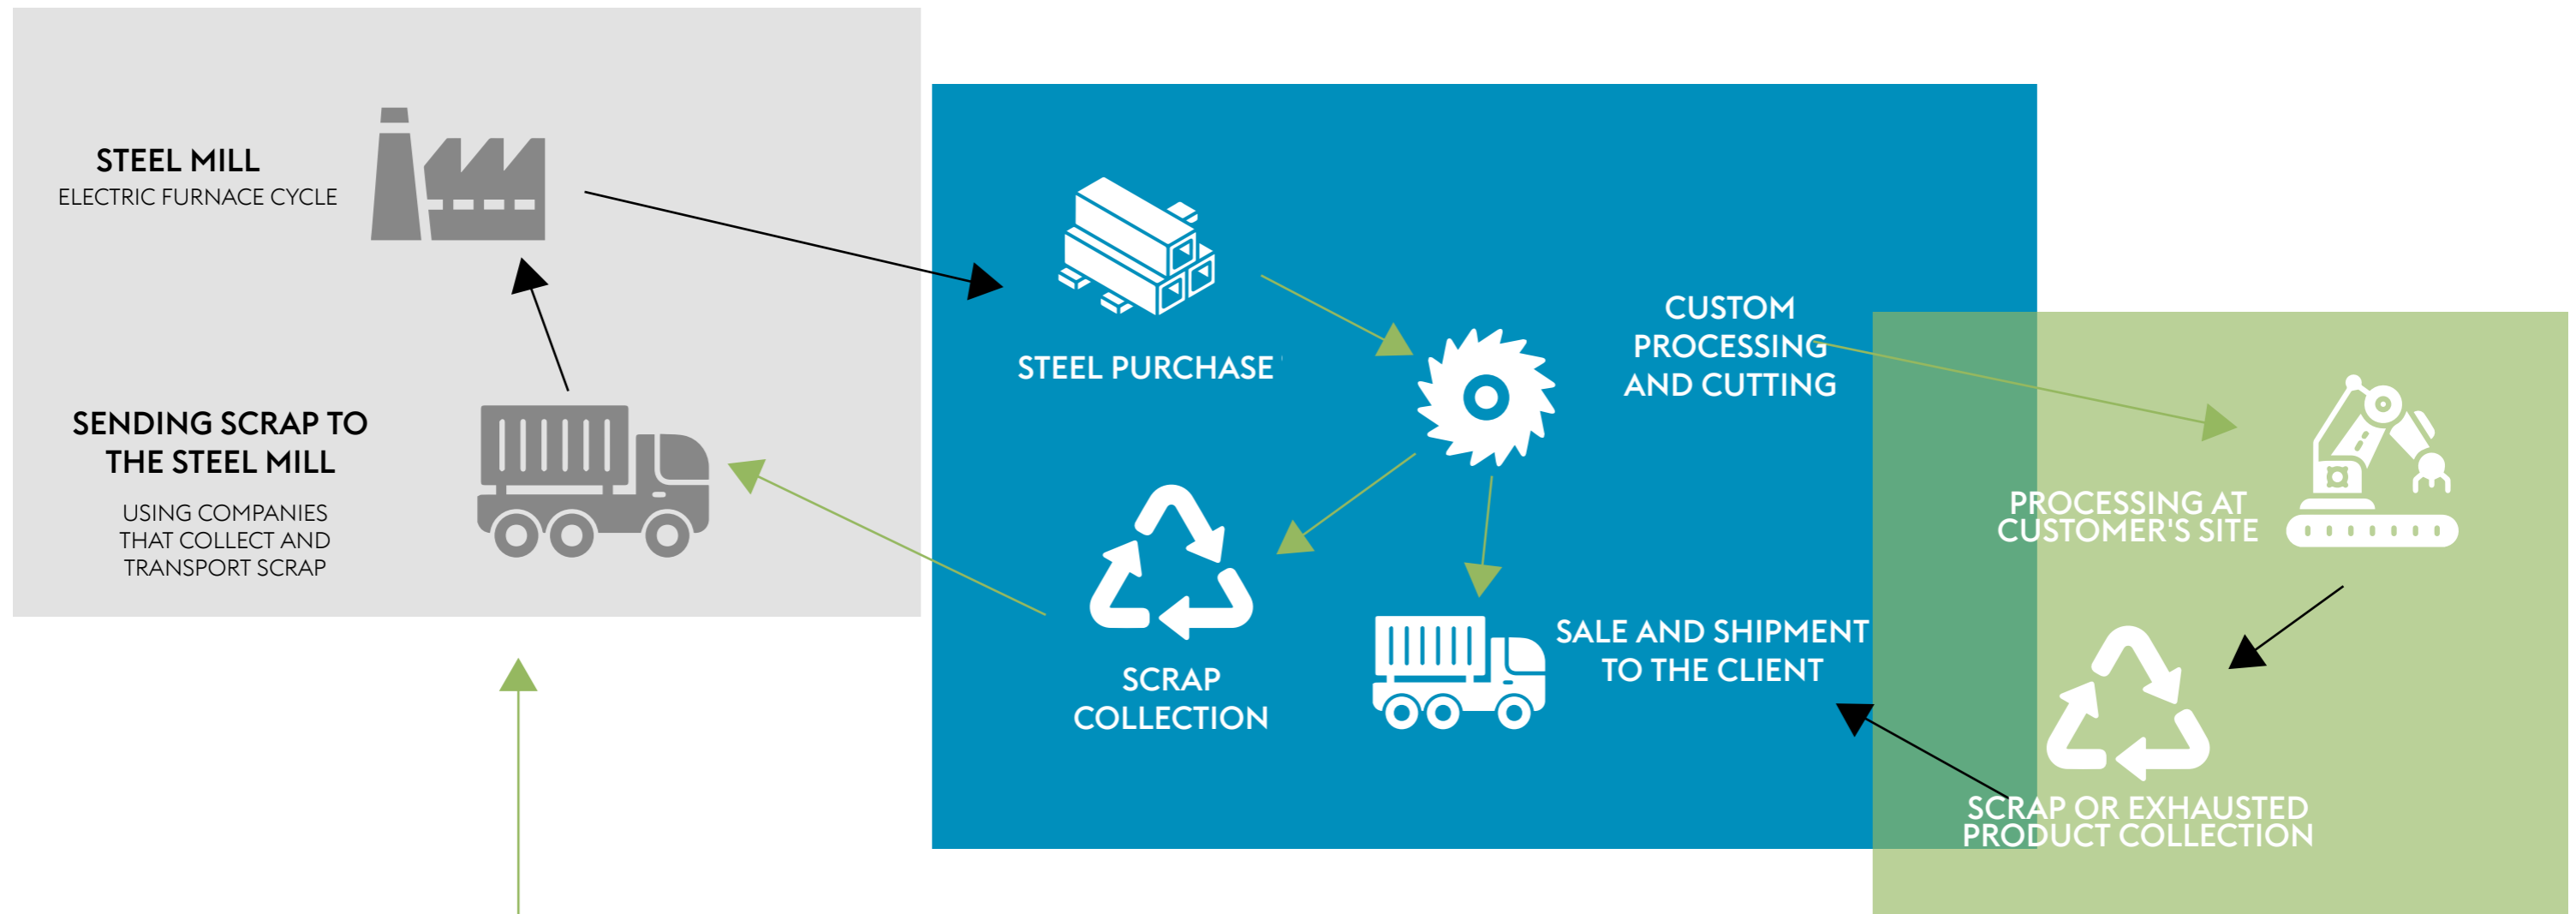 STEEL MILL
ELECTRIC FURNACE CYCLE
SENDING SCRAP TO
THE STEEL MILL
USING COMPANIES
THAT COLLECT AND
TRANSPORT SCRAP
STEEL PURCHASE
CUSTOM
PROCESSING
AND CUTTING
SCRAP
COLLECTION
SALE AND SHIPMENT
TO THE CLIENT
PROCESSING AT
CUSTOMER'S SITE
SCRAP OR EXHAUSTED
PRODUCT COLLECTION